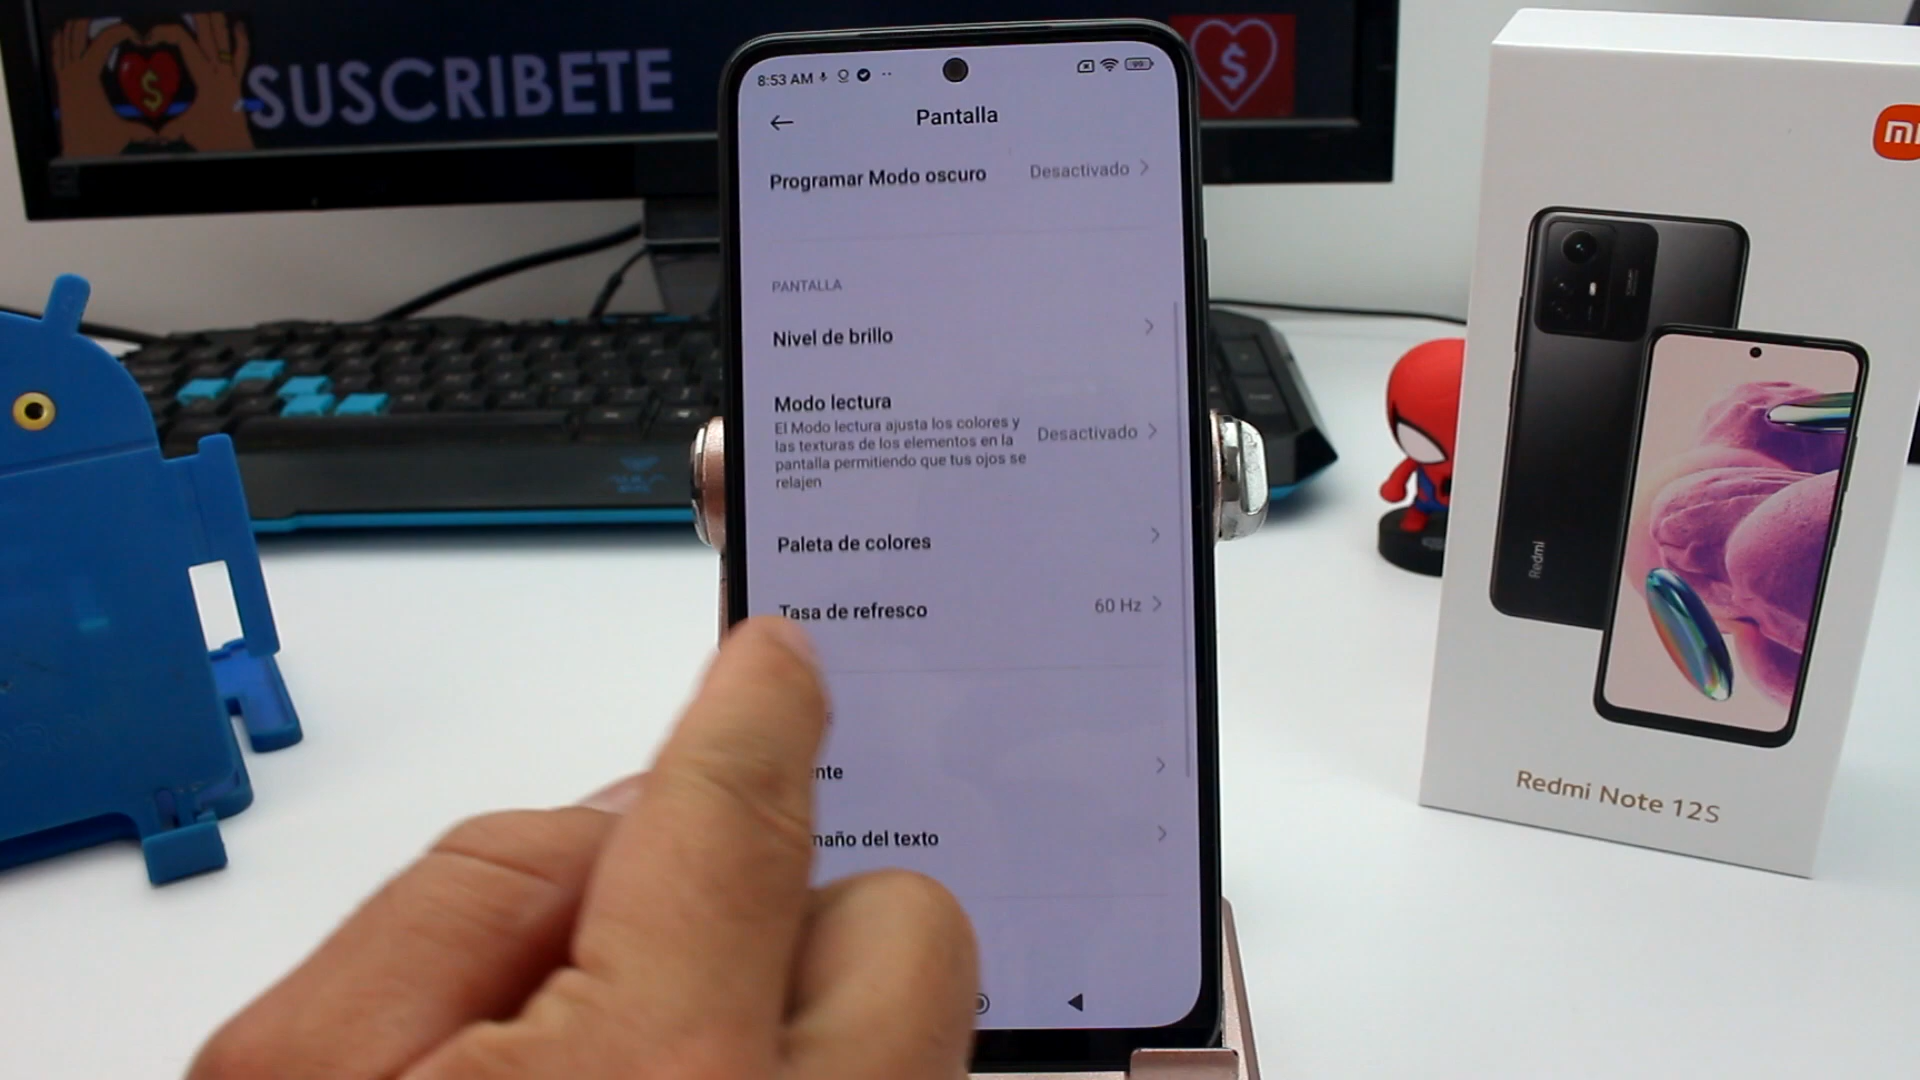 SUSCRIBETE
8:53 AM
99
Pantalla
Programar Modo oscuro
Desactivado
PANTALLA
Nivel de brillo
Modo lectura
El Modo lectura ajusta los colores y
las texturas de los elementos en la
pantalla permitiendo que tus ojos se
relajen
Desactivado
Paleta de colores
Tasa de refresco
60 Hz
nte
maño del texto
Redmi
Redmi Note 12S